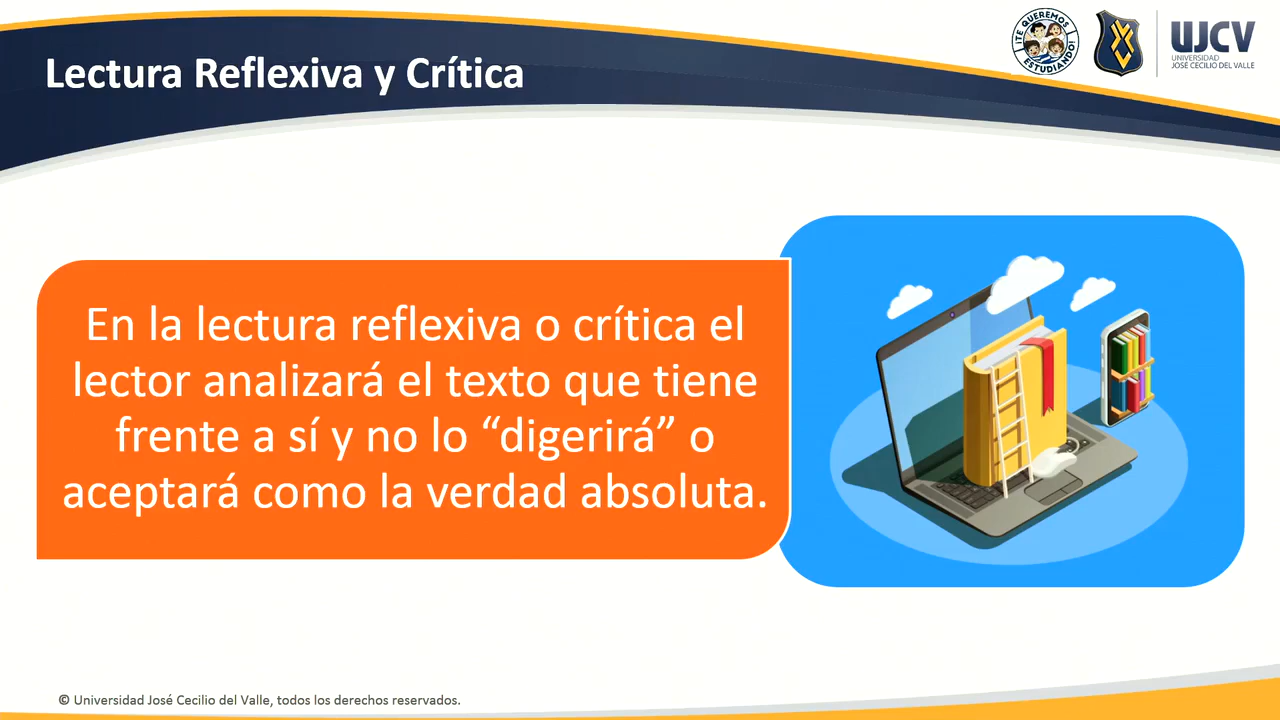 ¡TE QUEREMOS
ESTUDIANDO!
UJCV
UNIVERSIDAD
JOSÉ CECILIO DEL VALLE
Lectura Reflexiva y Crítica
En la lectura reflexiva o crítica el
lector analizará el texto que tiene
frente a sí y no lo “digerirá” o
aceptará como la verdad absoluta.
© Universidad José Cecilio del Valle, todos los derechos reservados.